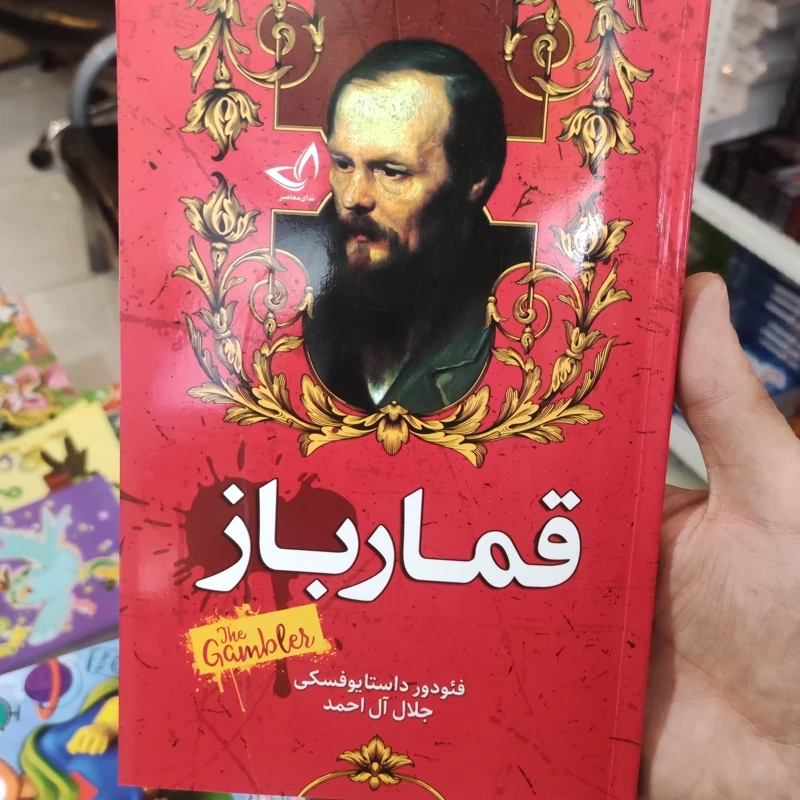 ندای معاصر
قمارباز
The
Gambler
فئودور داستایوفسکی
جلال آل احمد